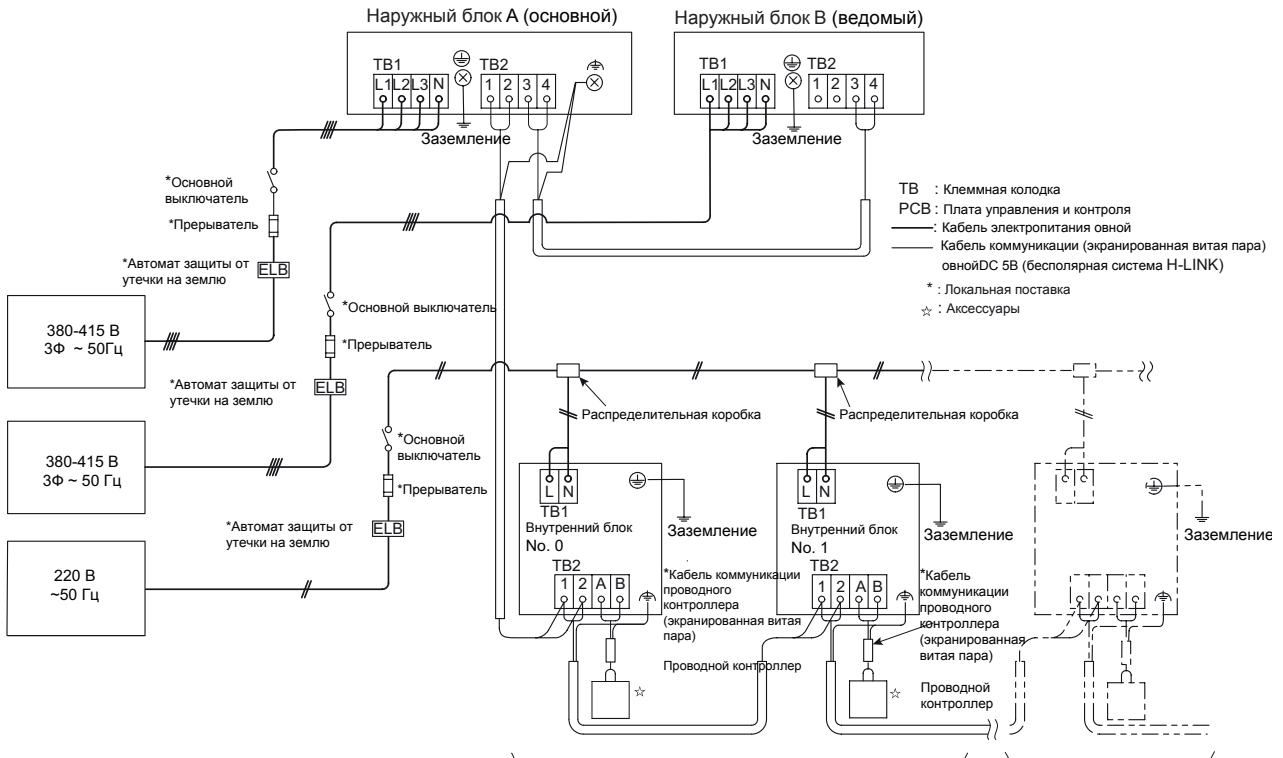 Наружный блок A (основной)
Наружный блок B (ведомый)
TB1
TB2
L1 L2 L3 N
1 2 3 4
Заземление
TB1
TB2
L1 L2 L3 N
1 2 3 4
Заземление
*Основной
выключатель
*Прерыватель
*Автомат защиты от
утечки на землю
ELB
TB : Клеммная колодка
PCB : Плата управления и контроля
: Кабель электропитания овной
Кабель коммуникации (экранированная витая пара)
овнойDC 5В (бесполярная система H-LINK)
* : Локальная поставка
☆ : Аксессуары
380-415 В
3Ф ~ 50Гц
*Основной выключатель
*Прерыватель
*Автомат защиты от
утечки на землю
ELB
380-415 В
3Ф ~ 50 Гц
*Основной
выключатель
*Прерыватель
*Автомат защиты от
утечки на землю
ELB
220 В
~50 Гц
Распределительная коробка
Распределительная коробка
L N
TB1
Внутренний блок
No. 0
TB2
1 2 A B
Заземление
*Кабель коммуникации
проводного
контроллера
(экранированная витая
пара)
Проводной контроллер
☆
L N
TB1
Внутренний блок
No. 1
TB2
1 2 A B
Заземление
*Кабель
коммуникации
проводного
контроллера
(экранированная
витая пара)
Проводной
контроллер
☆
Заземление